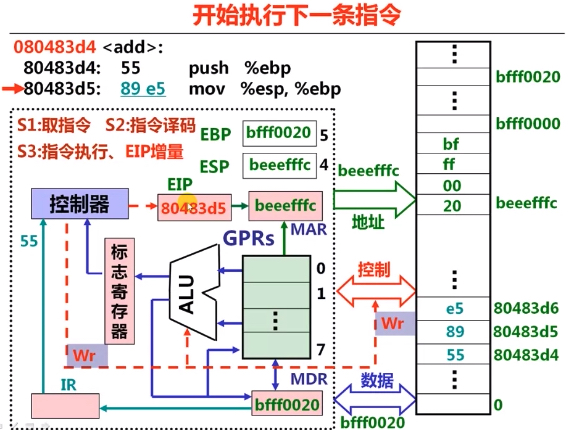 开始执行下一条指令
080483d4 <add>:
80483d4: 55 push %ebp
80483d5: 89 e5 mov %esp, %ebp
S1:取指令 S2:指令译码
S3:指令执行、EIP增量
EBP bfff0020 5
ESP beeefffc 4
EIP
控制器
80483d5
beeefffc
MAR
GPRs
55
标志寄存器
ALU
0
1
...
7
Wr
IR
MDR
bfff0020
beeefffc
地址
控制
Wr
数据
bfff0020
...
bfff0020
...
bfff0000
bf
ff
00
20 beeefffc
...
e5 80483d6
89 80483d5
55 80483d4
...
0